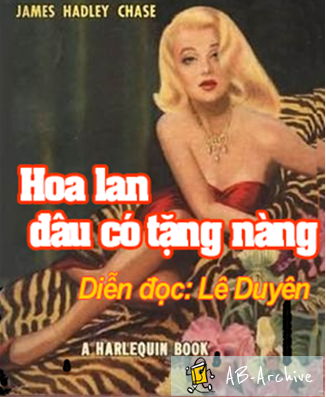 JAMES HADLEY CHASE
Hoa lan
đâu có tặng nàng
Diễn đọc: Lê Duyên
A HARLEQUIN BOOK
AB-Archive